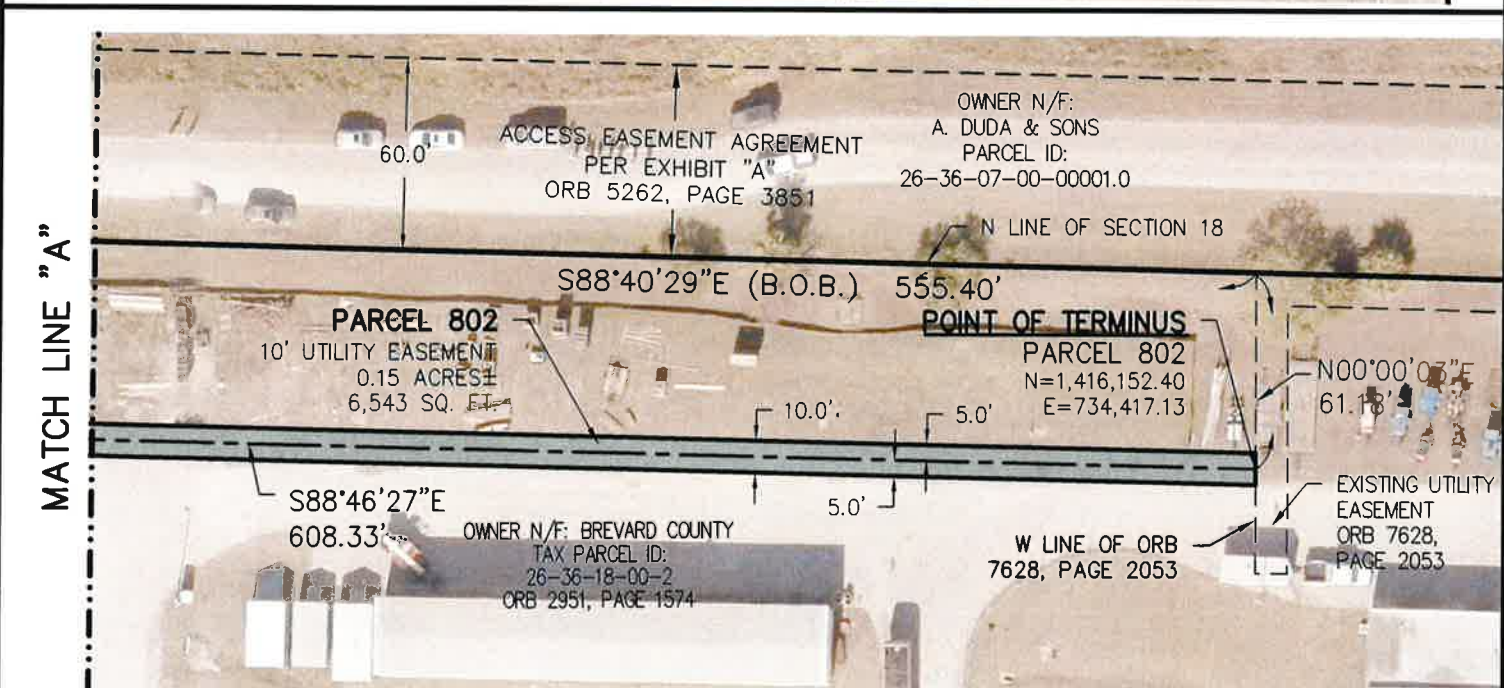 MATCH LINE "A"
60.0'
ACCESS EASEMENT AGREEMENT
PER EXHIBIT "A"
ORB 5262, PAGE 3851
OWNER N/F:
A. DUDA & SONS
PARCEL ID:
26-36-07-00-00001.0
N LINE OF SECTION 18
S88°40'29"E (B.O.B.) 555.40'
PARCEL 802
10' UTILITY EASEMENT
0.15 ACRES±
6,543 SQ. FT.
POINT OF TERMINUS
PARCEL 802
N=1,416,152.40
E=734,417.13
N00°00'03"E
61.18'
10.0'
5.0'
5.0'
S88°46'27"E
608.33'
OWNER N/F: BREVARD COUNTY
TAX PARCEL ID:
26-36-18-00-2
ORB 2951, PAGE 1574
W LINE OF ORB
7628, PAGE 2053
EXISTING UTILITY
EASEMENT
ORB 7628,
PAGE 2053